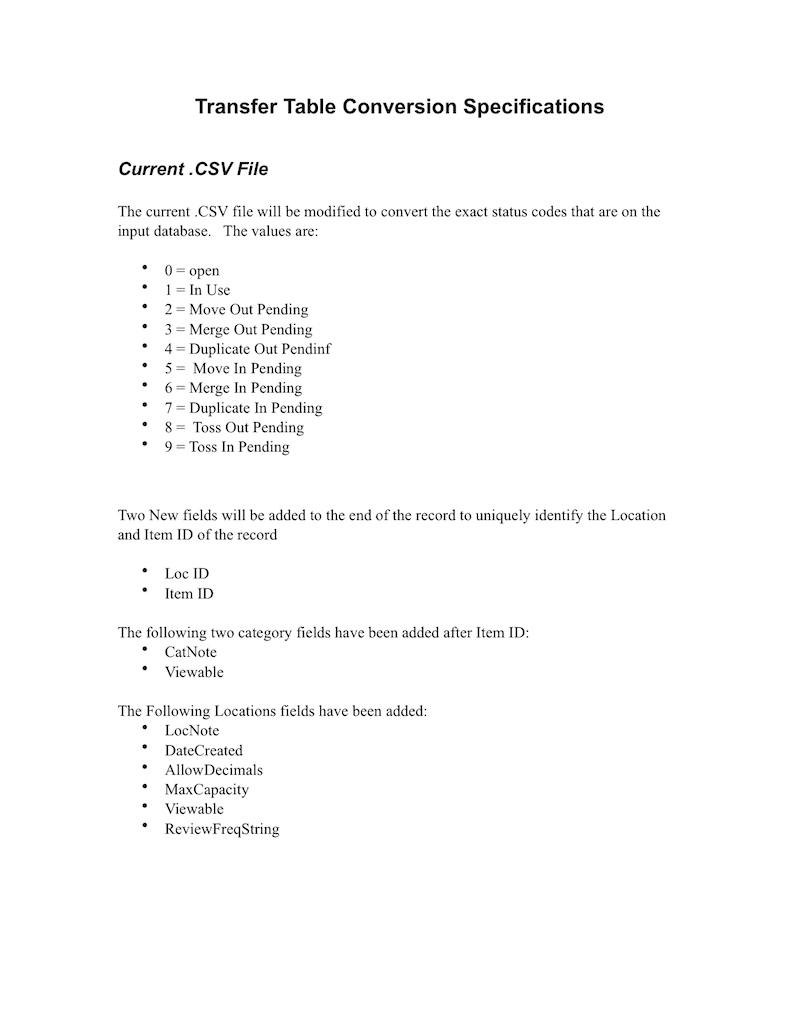 Transfer Table Conversion Specifications
Current .CSV File
The current .CSV file will be modified to convert the exact status codes that are on the
input database.   The values are:
• 0 = open
• 1 = In Use
• 2 = Move Out Pending
• 3 = Merge Out Pending
• 4 = Duplicate Out Pendinf
• 5 =  Move In Pending
• 6 = Merge In Pending
• 7 = Duplicate In Pending
• 8 =  Toss Out Pending
• 9 = Toss In Pending
Two New fields will be added to the end of the record to uniquely identify the Location
and Item ID of the record
• Loc ID
• Item ID
The following two category fields have been added after Item ID:
• CatNote
• Viewable
The Following Locations fields have been added:
• LocNote
• DateCreated
• AllowDecimals
• MaxCapacity
• Viewable
• ReviewFreqString